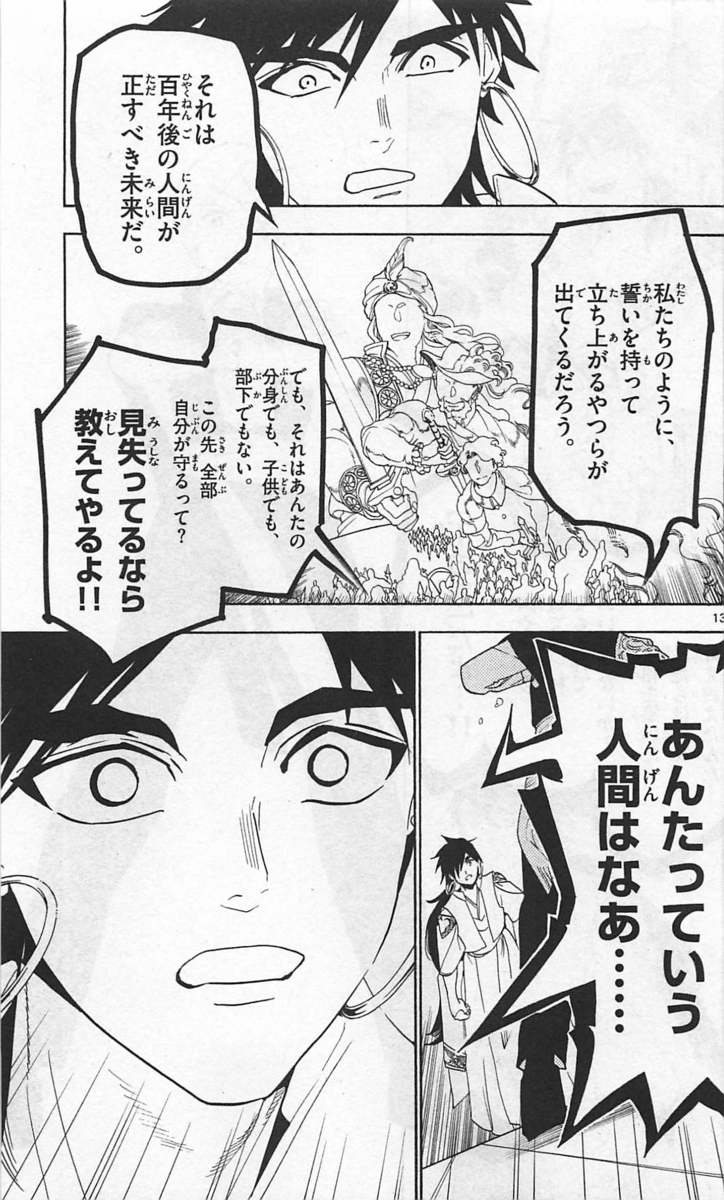 それは
百年後の人間が
正すべき未来だ。
私たちのように、
誓いを持って
立ち上がるやつらが
出てくるだろう。
でも、それはあんたの
分身でも、子供でも、
部下でもない。
この先 全部
自分が守るって?
見失ってるなら
教えてやるよ!!
13
あんたっていう
人間はなあ……